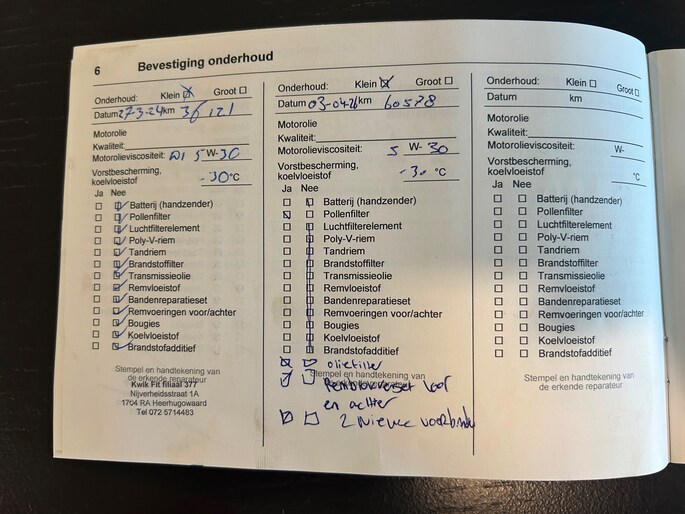 6 Bevestiging onderhoud
Onderhoud: Klein ☒ Groot ☐
Datum 27-3-24 km 36 121
Motorolie
Kwaliteit:
Motorolieviscositeit: 5 W-30
Vorstbescherming,
koelvloeistof -30°C
Ja Nee
☐ ☑ Batterij (handzender)
☐ ☑ Pollenfilter
☐ ☑ Luchtfilterelement
☐ ☑ Poly-V-riem
☐ ☑ Tandriem
☐ ☑ Brandstoffilter
☐ ☑ Transmissieolie
☐ ☑ Remvloeistof
☐ ☑ Bandenreparatieset
☐ ☑ Remvoeringen voor/achter
☐ ☑ Bougies
☐ ☑ Koelvloeistof
☐ ☑ Brandstofadditief
Stempel en handtekening van
de erkende reparateur
Kwik Fit filiaal 377
Nijverheidsstraat 1A
1704 RA Heerhugowaard
Tel 072 5714483
Onderhoud: Klein ☒ Groot ☐
Datum 03-04-26 km 60578
Motorolie
Kwaliteit:
Motorolieviscositeit: 5 W- 30
Vorstbescherming,
koelvloeistof -30 °C
Ja Nee
☐ ☐ Batterij (handzender)
☒ ☐ Pollenfilter
☐ ☐ Luchtfilterelement
☐ ☐ Poly-V-riem
☐ ☐ Tandriem
☐ ☐ Brandstoffilter
☐ ☐ Transmissieolie
☐ ☐ Remvloeistof
☐ ☐ Bandenreparatieset
☐ ☐ Remvoeringen voor/achter
☐ ☐ Bougies
☐ ☐ Koelvloeistof
☐ ☐ Brandstofadditief
☒ ☐ oliefilter
Stempel en handtekening van
de erkende reparateur
☑ ☐ voor
en achter
☑ ☐ 2 nieuwe
Onderhoud: Klein ☐ Groot ☐
Datum km
Motorolie
Kwaliteit:
Motorolieviscositeit: W-
Vorstbescherming,
koelvloeistof °C
Ja Nee
☐ ☐ Batterij (handzender)
☐ ☐ Pollenfilter
☐ ☐ Luchtfilterelement
☐ ☐ Poly-V-riem
☐ ☐ Tandriem
☐ ☐ Brandstoffilter
☐ ☐ Transmissieolie
☐ ☐ Remvloeistof
☐ ☐ Bandenreparatieset
☐ ☐ Remvoeringen voor/achter
☐ ☐ Bougies
☐ ☐ Koelvloeistof
☐ ☐ Brandstofadditief
Stempel en handtekening van
de erkende reparateur